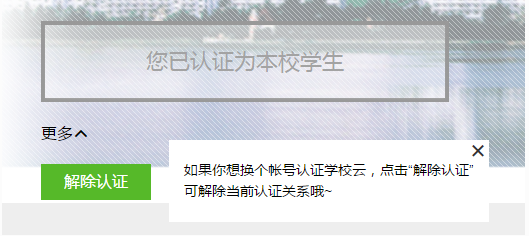 您已认证为本校学生
更多
解除认证
如果你想换个帐号认证学校云，点击“解除认证”
可解除当前认证关系哦~